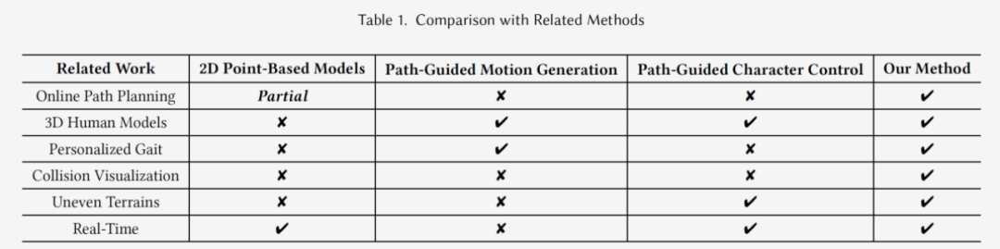 Table 1. Comparison with Related Methods
Related Work 2D Point-Based Models Path-Guided Motion Generation Path-Guided Character Control Our Method
Online Path Planning Partial ✘ ✘ ✔
3D Human Models ✘ ✔ ✔ ✔
Personalized Gait ✘ ✔ ✘ ✔
Collision Visualization ✘ ✘ ✘ ✔
Uneven Terrains ✘ ✘ ✔ ✔
Real-Time ✔ ✘ ✔ ✔